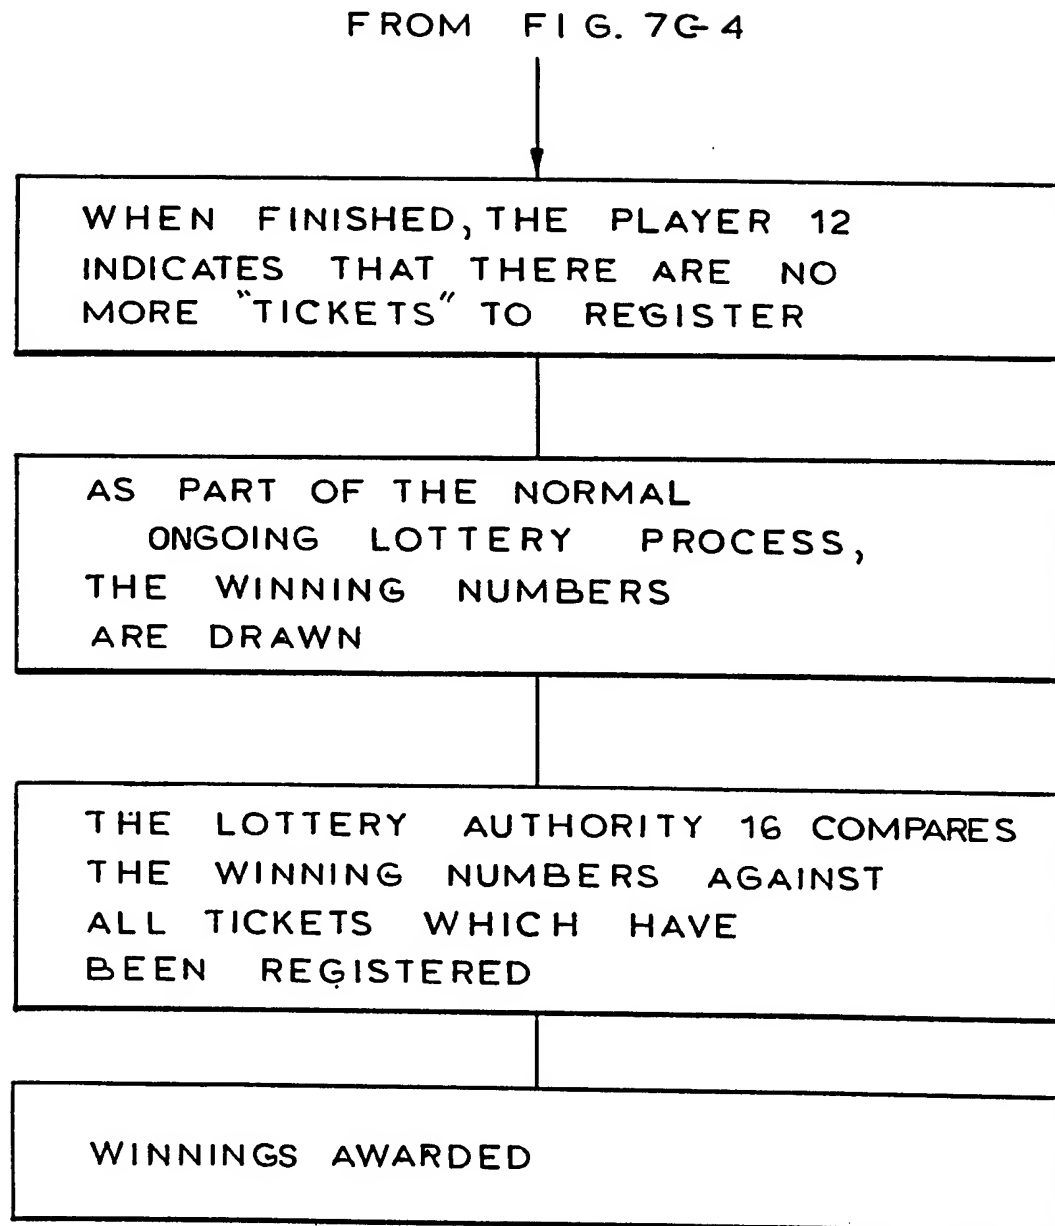 FROM FIG. 7C-4
WHEN FINISHED, THE PLAYER 12
INDICATES THAT THERE ARE NO
MORE "TICKETS" TO REGISTER
AS PART OF THE NORMAL
ONGOING LOTTERY PROCESS,
THE WINNING NUMBERS
ARE DRAWN
THE LOTTERY AUTHORITY 16 COMPARES
THE WINNING NUMBERS AGAINST
ALL TICKETS WHICH HAVE
BEEN REGISTERED
WINNINGS AWARDED